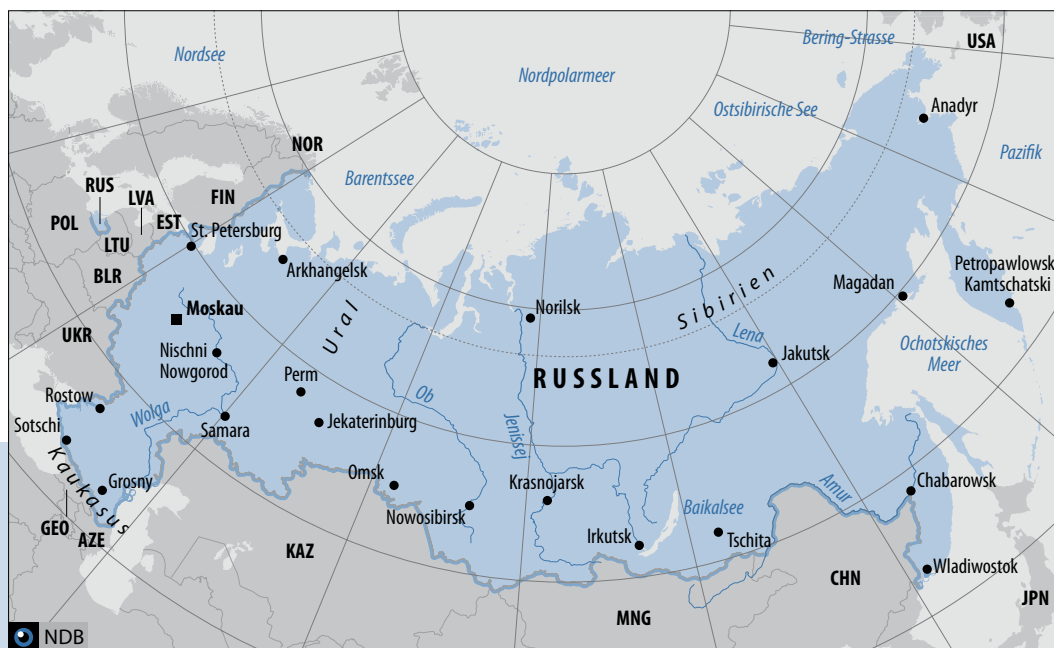 Nordsee
Nordpolarmeer
Bering-Strasse
USA
Ostsibirische See
Anadyr
Pazifik
NOR
Barentssee
RUS
LVA
FIN
POL
EST
LTU
St. Petersburg
BLR
Arkhangelsk
Moskau
UKR
Ural
Norilsk
Sibirien
Magadan
Petropawlowsk
Kamtschatski
Lena
Ochotskisches
Meer
Nischni
Nowgorod
Jakutsk
Perm
Ob
RUSSLAND
Rostow
Wolga
Samara
Jekaterinburg
Jenissej
Sotschi
Kaukasus
Grosny
Omsk
Nowosibirsk
Krasnojarsk
Baikalsee
Amur
Chabarowsk
GEO
AZE
KAZ
Irkutsk
Tschita
Wladiwostok
CHN
MNG
JPN
NDB